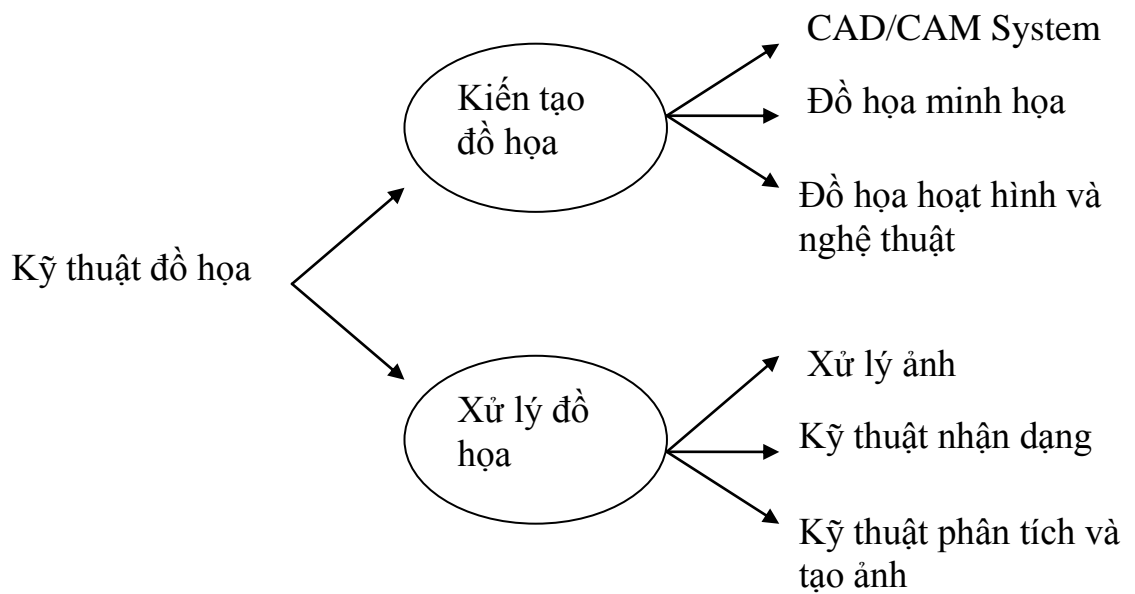 CAD/CAM System
Kiến tạo
đồ họa
Đồ họa minh họa
Đồ họa hoạt hình và
nghệ thuật
Kỹ thuật đồ họa
Xử lý đồ
họa
Xử lý ảnh
Kỹ thuật nhận dạng
Kỹ thuật phân tích và
tạo ảnh